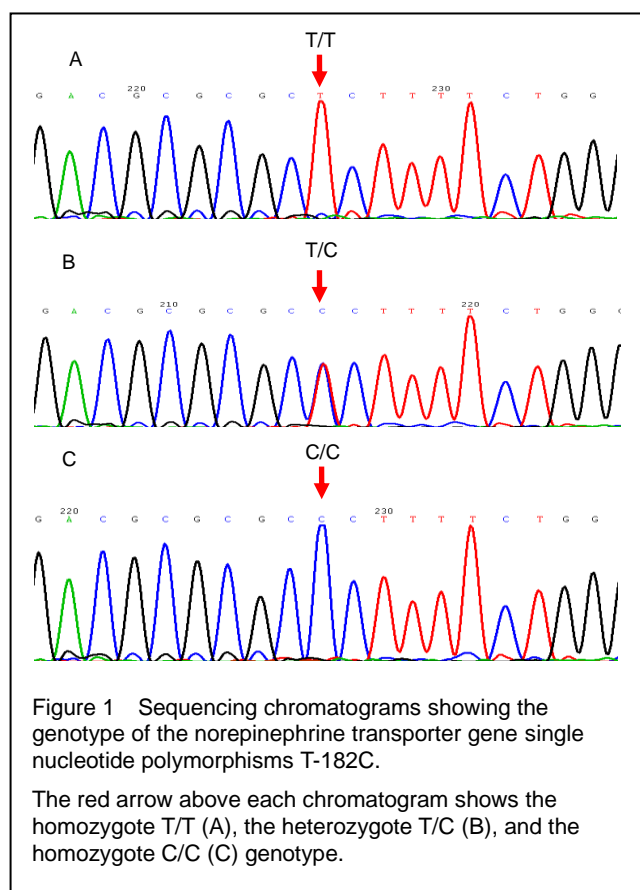 T/T
A
220 230
G A C G C G C G C T C T T T T C T G G
T/C
B
210 220
G A C G C G C G C C C T T T T C T G G G
C/C
C
220 230
G A C G C G C G C C C T T T T C T G G
Figure 1 Sequencing chromatograms showing the
genotype of the norepinephrine transporter gene single
nucleotide polymorphisms T-182C.
The red arrow above each chromatogram shows the
homozygote T/T (A), the heterozygote T/C (B), and the
homozygote C/C (C) genotype.